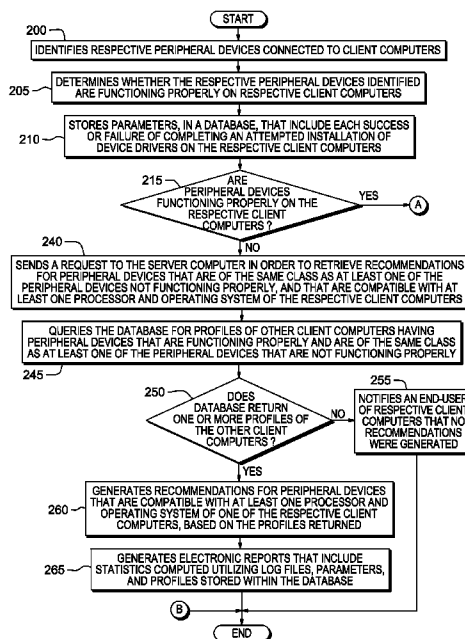 START
200
IDENTIFIES RESPECTIVE PERIPHERAL DEVICES CONNECTED TO CLIENT COMPUTERS
205
DETERMINES WHETHER THE RESPECTIVE PERIPHERAL DEVICES IDENTIFIED
ARE FUNCTIONING PROPERLY ON RESPECTIVE CLIENT COMPUTERS
210
STORES PARAMETERS, IN A DATABASE, THAT INCLUDE EACH SUCCESS
OR FAILURE OF COMPLETING AN ATTEMPTED INSTALLATION OF
DEVICE DRIVERS ON THE RESPECTIVE CLIENT COMPUTERS
215
ARE
PERIPHERAL DEVICES
FUNCTIONING PROPERLY ON THE
RESPECTIVE CLIENT
COMPUTERS ?
YES
A
NO
240
SENDS A REQUEST TO THE SERVER COMPUTER IN ORDER TO RETRIEVE RECOMMENDATIONS
FOR PERIPHERAL DEVICES THAT ARE OF THE SAME CLASS AS AT LEAST ONE OF THE
PERIPHERAL DEVICES NOT FUNCTIONING PROPERLY, AND THAT ARE COMPATIBLE WITH AT
LEAST ONE PROCESSOR AND OPERATING SYSTEM OF THE RESPECTIVE CLIENT COMPUTERS
QUERIES THE DATABASE FOR PROFILES OF OTHER CLIENT COMPUTERS HAVING
PERIPHERAL DEVICES THAT ARE FUNCTIONING PROPERLY AND ARE OF THE SAME CLASS
AS AT LEAST ONE OF THE PERIPHERAL DEVICES THAT ARE NOT FUNCTIONING PROPERLY
245
250
DOES
DATABASE RETURN
ONE OR MORE PROFILES OF
THE OTHER CLIENT
COMPUTERS ?
NO
255
NOTIFIES AN END-USER
OF RESPECTIVE CLIENT
COMPUTERS THAT NO
RECOMMENDATIONS
WERE GENERATED
YES
260
GENERATES RECOMMENDATIONS FOR PERIPHERAL DEVICES
THAT ARE COMPATIBLE WITH AT LEAST ONE PROCESSOR AND
OPERATING SYSTEM OF ONE OF THE RESPECTIVE CLIENT
COMPUTERS, BASED ON THE PROFILES RETURNED
265
GENERATES ELECTRONIC REPORTS THAT INCLUDE
STATISTICS COMPUTED UTILIZING LOG FILES, PARAMETERS,
AND PROFILES STORED WITHIN THE DATABASE
B
END